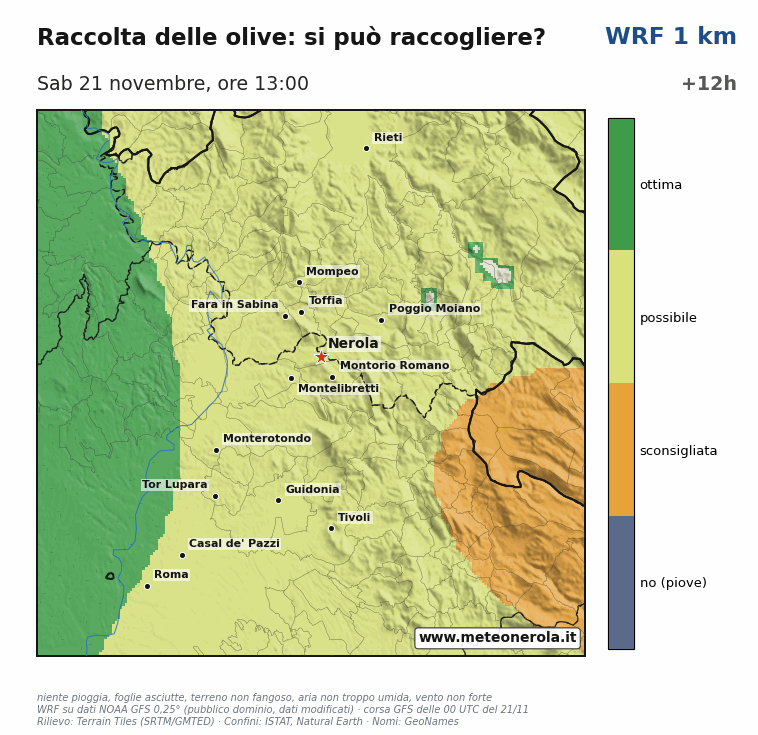 Raccolta delle olive: si può raccogliere?
WRF 1 km
Sab 21 novembre, ore 13:00
+12h
Rieti
Mompeo
Fara in Sabina
Toffia
Poggio Moiano
Nerola
Montorio Romano
Montelibretti
Monterotondo
Tor Lupara
Guidonia
Tivoli
Casal de' Pazzi
Roma
www.meteonerola.it
ottima
possibile
sconsigliata
no (piove)
niente pioggia, foglie asciutte, terreno non fangoso, aria non troppo umida, vento non forte
WRF su dati NOAA GFS 0,25° (pubblico dominio, dati modificati) · corsa GFS delle 00 UTC del 21/11
Rilievo: Terrain Tiles (SRTM/GMTED) · Confini: ISTAT, Natural Earth · Nomi: GeoNames